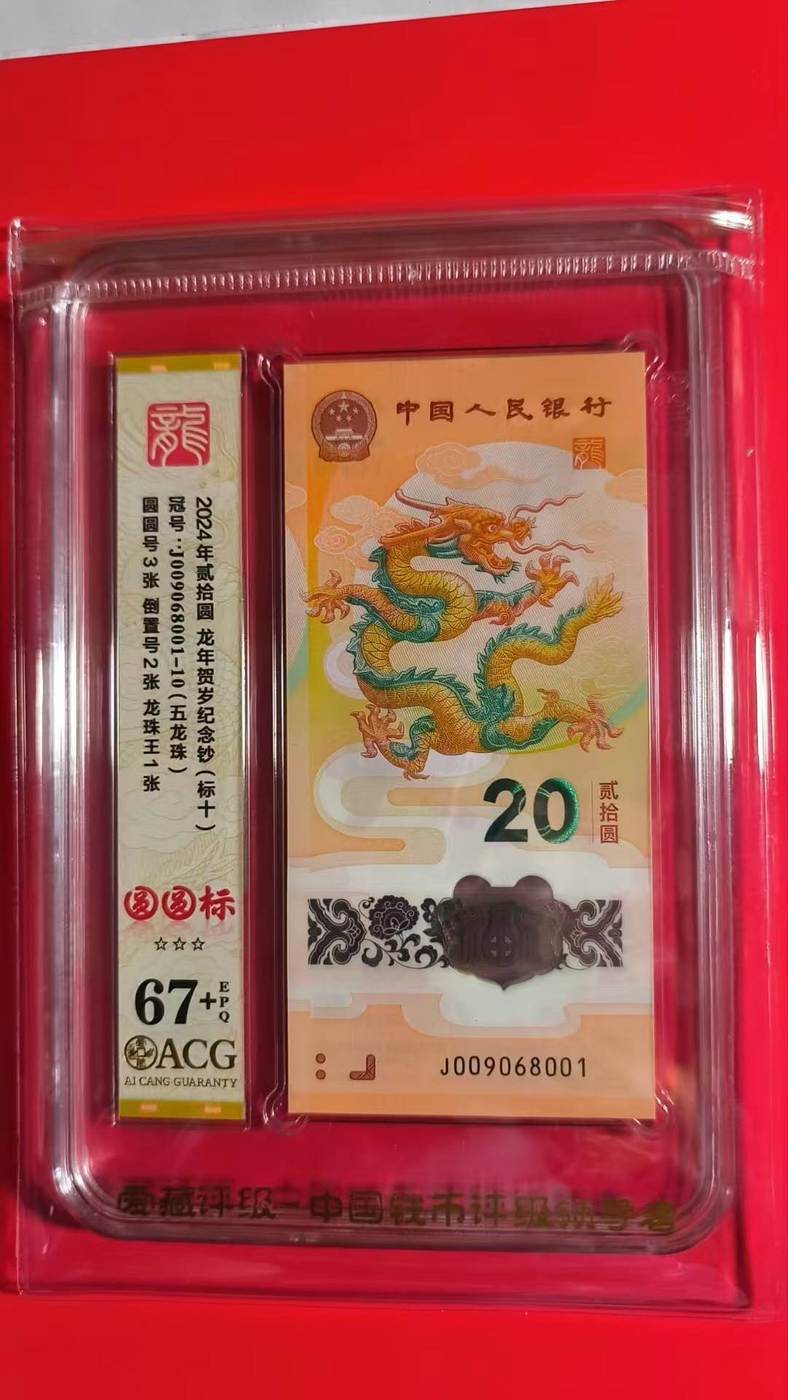 龍
2024年贰拾圆 龙年贺岁纪念钞(标十)
冠号:J009068001-10(五龙珠)
圆圆号3张 倒置号2张 龙珠王1张
圆圆标
☆☆☆
67+EPQ
ACG
AI CANG GUARANTY
中国人民银行
龍
20
贰拾圆
J009068001
爱藏评级-中国钱币评级领导者